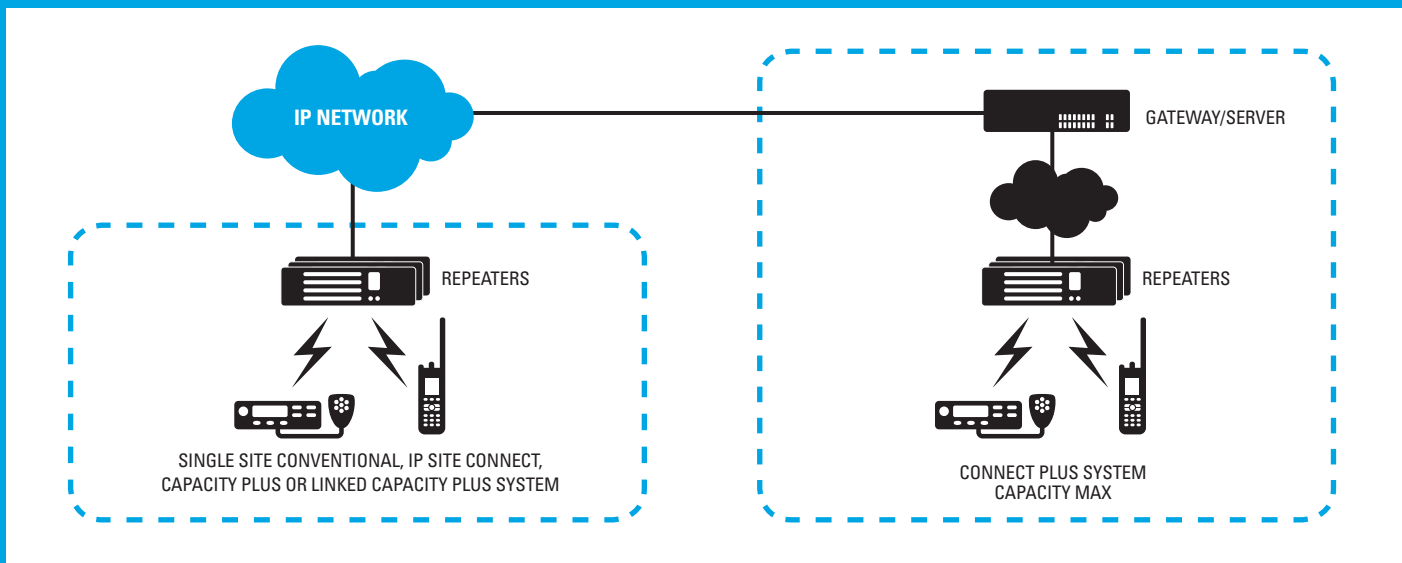 IP NETWORK
GATEWAY/SERVER
REPEATERS
REPEATERS
SINGLE SITE CONVENTIONAL, IP SITE CONNECT,
CAPACITY PLUS OR LINKED CAPACITY PLUS SYSTEM
CONNECT PLUS SYSTEM
CAPACITY MAX